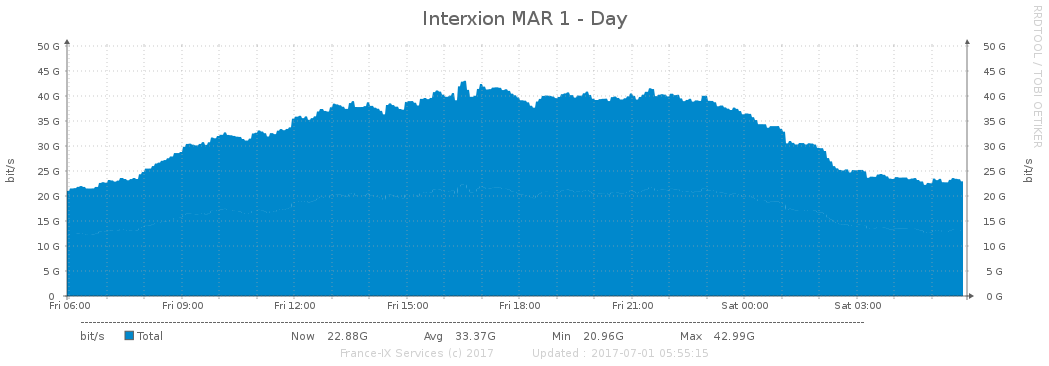 Interxion MAR 1 - Day
RRDTOOL / TOBI OETIKER
50 G 50 G
45 G 45 G
40 G 40 G
35 G 35 G
30 G 30 G
25 G 25 G
20 G 20 G
15 G 15 G
10 G 10 G
5 G 5 G
0 0 G
bit/s
bit/s
Fri 06:00 Fri 09:00 Fri 12:00 Fri 15:00 Fri 18:00 Fri 21:00 Sat 00:00 Sat 03:00
bit/s Total Now 22.88G Avg 33.37G Min 20.96G Max 42.99G
France-IX Services (c) 2017 Updated : 2017-07-01 05:55:15